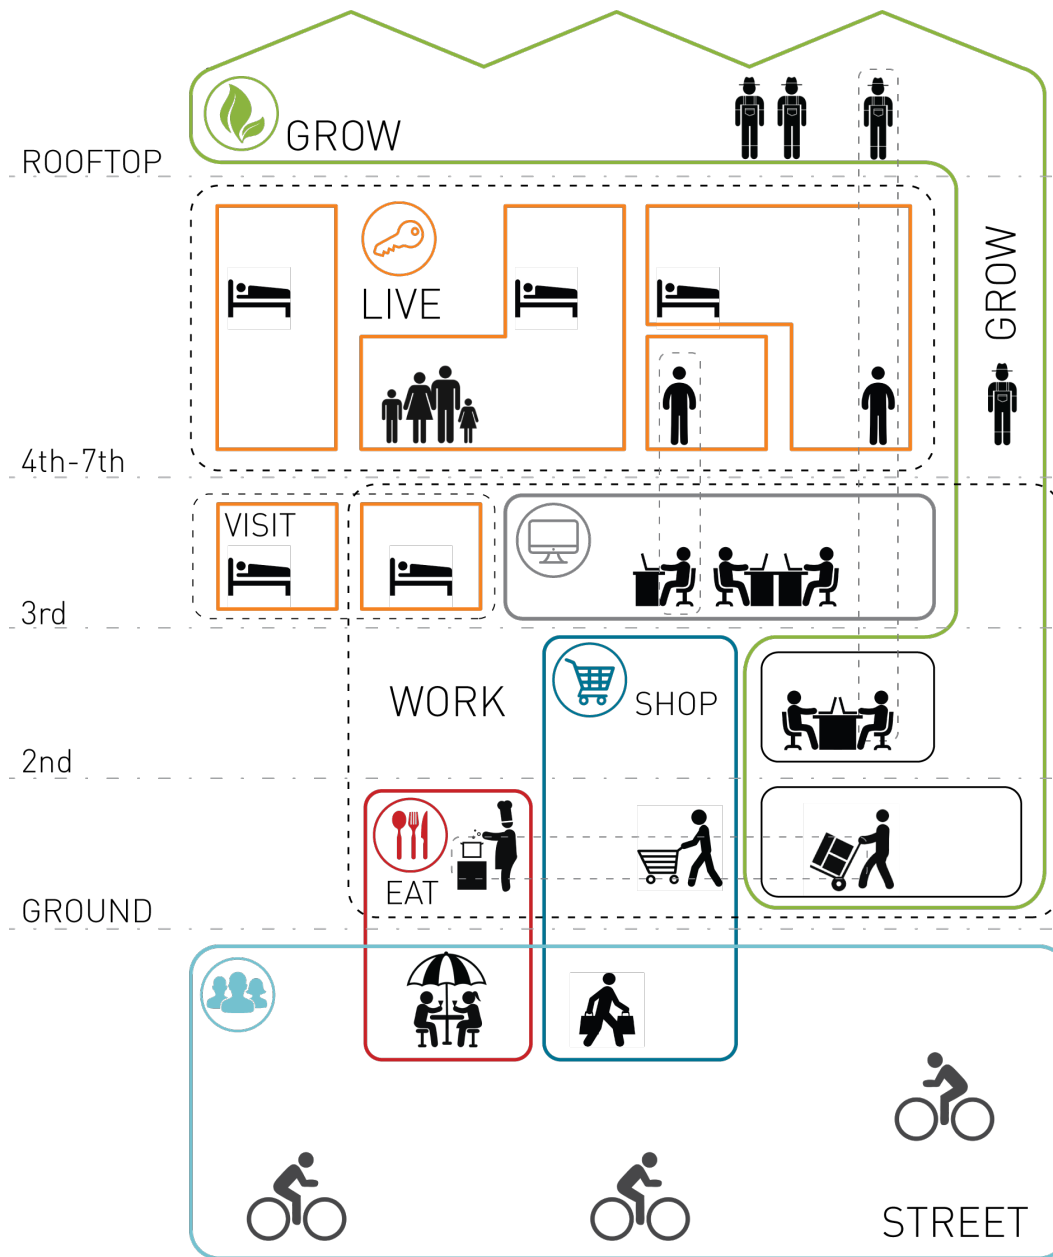 GROW
ROOFTOP
LIVE
GROW
4th-7th
VISIT
3rd
WORK
SHOP
2nd
EAT
GROUND
STREET